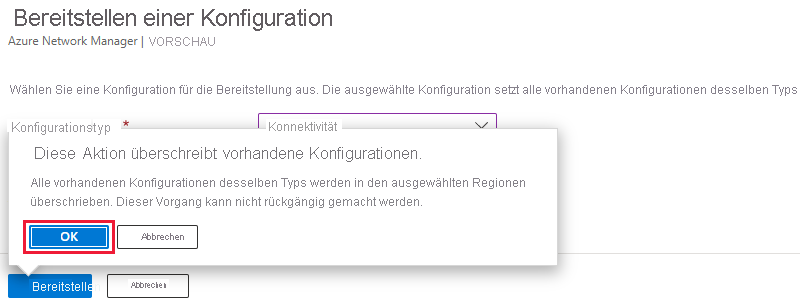 Bereitstellen einer Konfiguration
Azure Network Manager | VORSCHAU
Wählen Sie eine Konfiguration für die Bereitstellung aus. Die ausgewählte Konfiguration setzt alle vorhandenen Konfigurationen desselben Typs
Konfigurationstyp * Konnektivität
Diese Aktion überschreibt vorhandene Konfigurationen.
Alle vorhandenen Konfigurationen desselben Typs werden in den ausgewählten Regionen
überschrieben. Dieser Vorgang kann nicht rückgängig gemacht werden.
OK Abbrechen
Bereitstellen Abbrechen